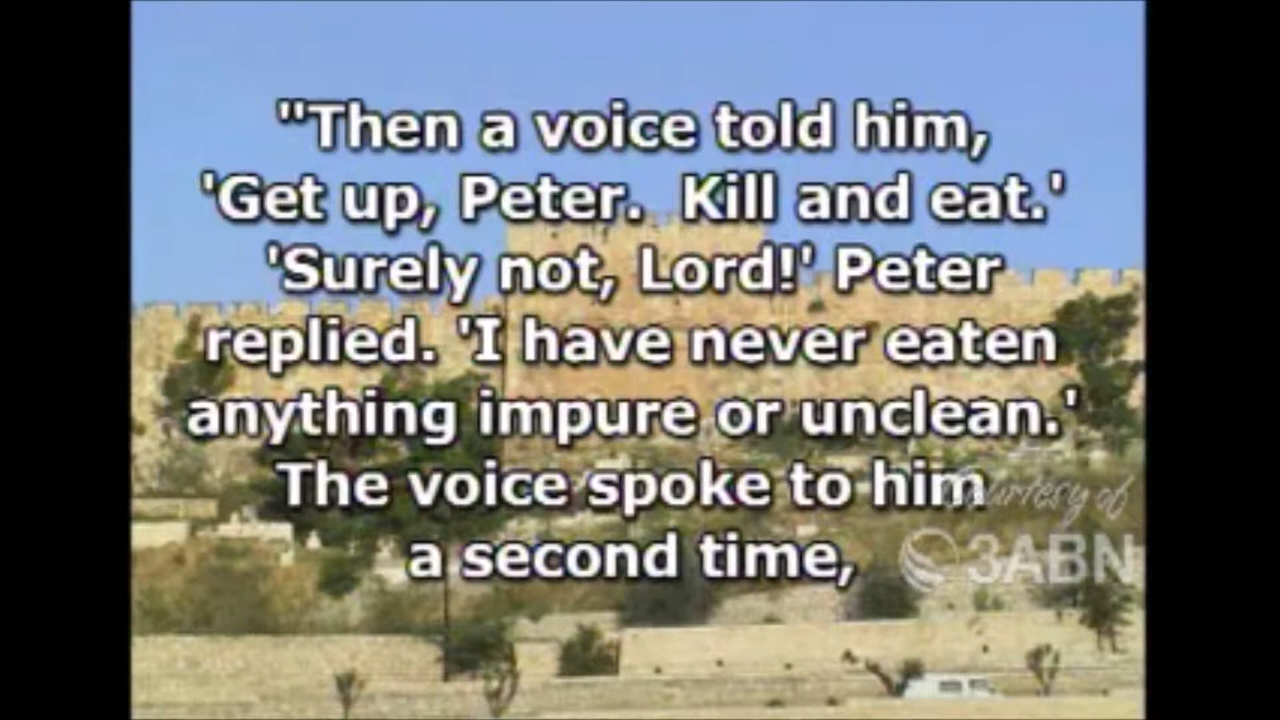 "Then a voice told him,
'Get up, Peter.  Kill and eat.'
'Surely not, Lord!' Peter
replied. 'I have never eaten
anything impure or unclean.'
The voice spoke to him
a second time,
Courtesy of
3ABN